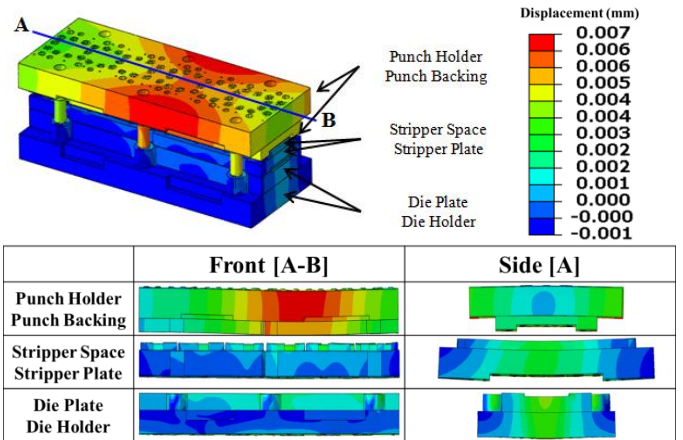 A
B
Punch Holder
Punch Backing
Stripper Space
Stripper Plate
Die Plate
Die Holder
Displacement (mm)
0.007
0.006
0.006
0.005
0.004
0.003
0.002
0.002
0.001
0.000
-0.000
-0.001
Front [A-B]
Side [A]
Punch Holder
Punch Backing
Stripper Space
Stripper Plate
Die Plate
Die Holder